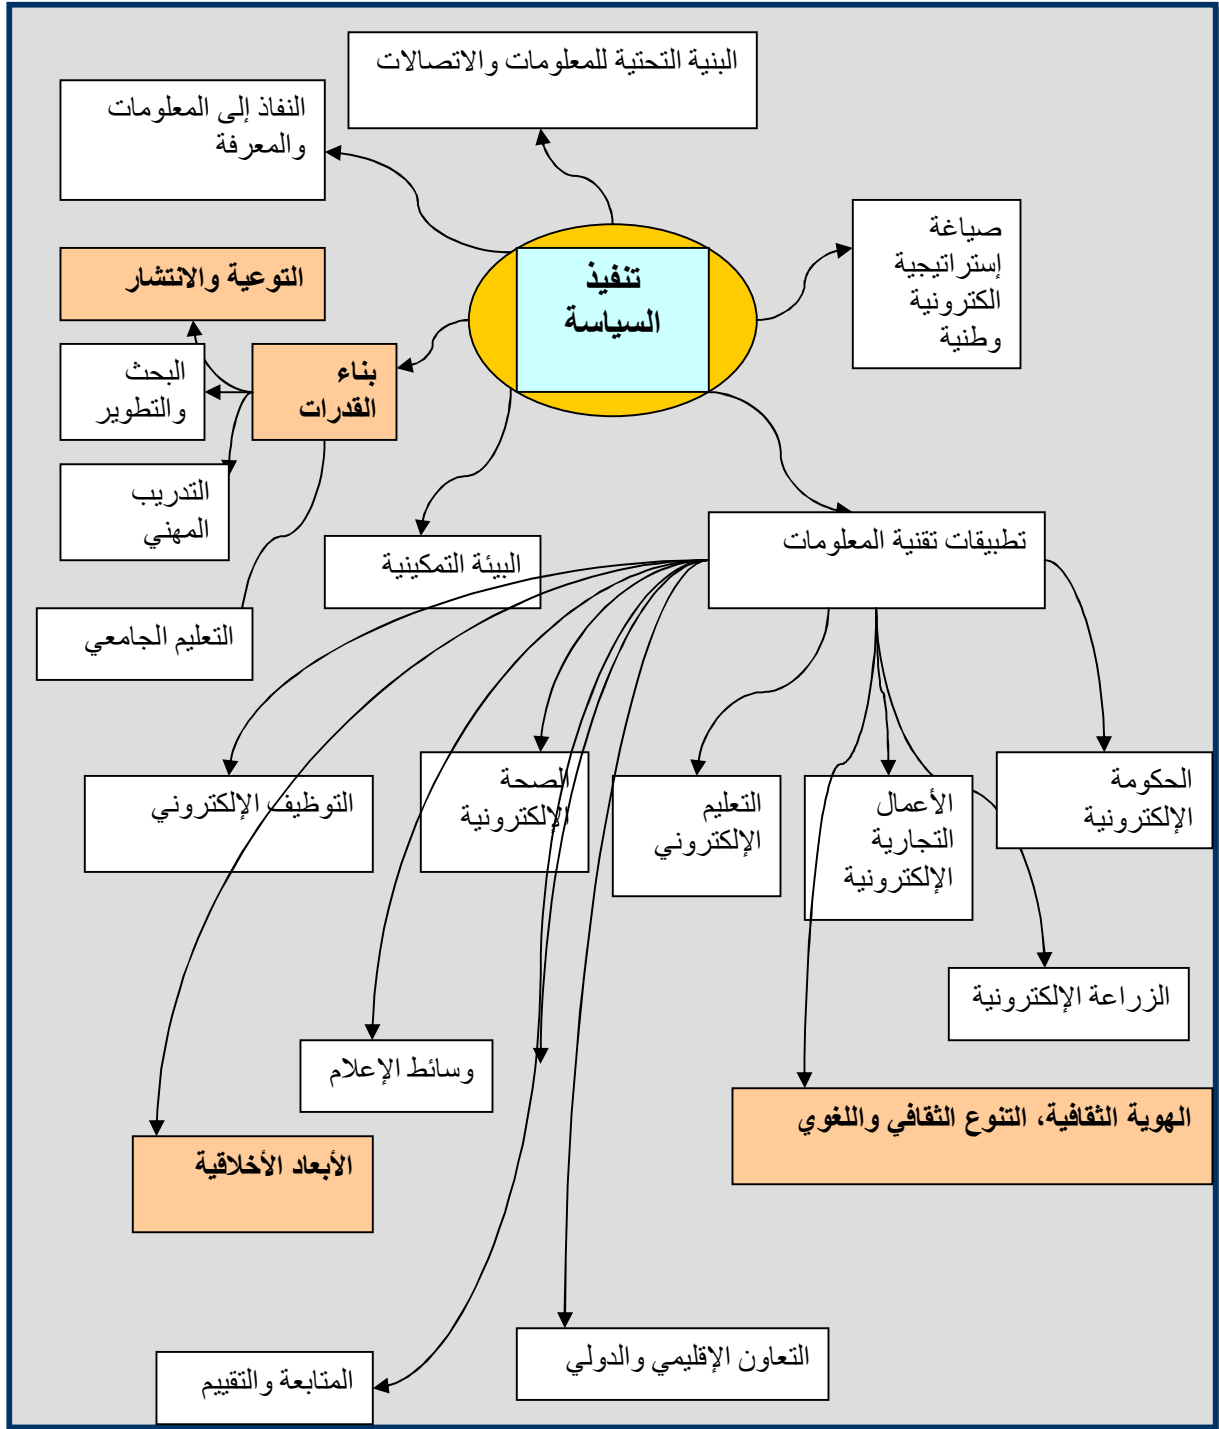 البنية التحتية للمعلومات والاتصالات
النفاذ إلى المعلومات
والمعرفة
صياغة
إستراتيجية
الكترونية
وطنية
التوعية والانتشار
تنفيذ
السياسة
بناء
القدرات
البحث
والتطوير
التدريب
المهني
البيئة التمكينية
تطبيقات تقنية المعلومات
التعليم الجامعي
الحكومة
الإلكترونية
الأعمال
التجارية
الإلكترونية
التعليم
الإلكتروني
الصحة
الإلكترونية
التوظيف الإلكتروني
الزراعة الإلكترونية
وسائط الإعلام
الهوية الثقافية، التنوع الثقافي واللغوي
الأبعاد الأخلاقية
التعاون الإقليمي والدولي
المتابعة والتقييم